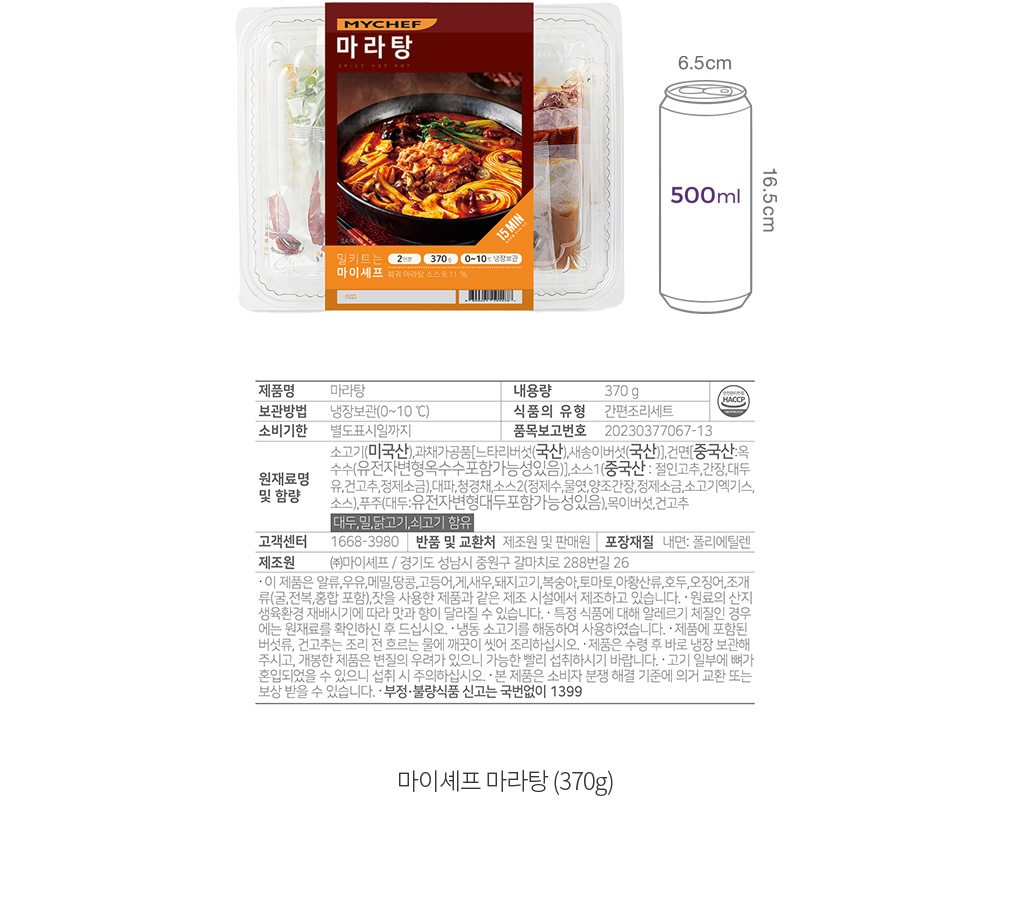 MYCHEF
마라탕
SPICY HOT POT
15 MIN
밀키트는
마이셰프
2인분
370g
0~10℃ 냉장보관
훠궈 마라탕 소스 8.11 %
6.5cm
500ml
16.5cm
제품명 마라탕 내용량 370 g
HACCP
보관방법 냉장보관(0~10 ℃) 식품의 유형 간편조리세트
소비기한 별도표시일까지 품목보고번호 20230377067-13
원재료명 및 함량
소고기(미국산),과채가공품[느타리버섯(국산),새송이버섯(국산)],건면[중국산:옥
수수(유전자변형옥수수포함가능성있음)],소스1(중국산 : 절인고추,간장,대두
유,건고추,정제소금),대파,청경채,소스2(정제수,물엿,양조간장,정제소금,소고기엑기스,
소스),푸주(대두:유전자변형대두포함가능성있음),목이버섯,건고추
대두,밀,닭고기,쇠고기 함유
고객센터 1668-3980 반품 및 교환처 제조원 및 판매원 포장재질 내면: 폴리에틸렌
제조원 ㈜마이셰프 / 경기도 성남시 중원구 갈마치로 288번길 26
· 이 제품은 알류,우유,메밀,땅콩,고등어,게,새우,돼지고기,복숭아,토마토,아황산류,호두,오징어,조개
류(굴,전복,홍합 포함),잣을 사용한 제품과 같은 제조 시설에서 제조하고 있습니다. · 원료의 산지
생육환경 재배시기에 따라 맛과 향이 달라질 수 있습니다. · 특정 식품에 대해 알레르기 체질인 경우
에는 원재료를 확인하신 후 드십시오. · 냉동 소고기를 해동하여 사용하였습니다. · 제품에 포함된
버섯류, 건고추는 조리 전 흐르는 물에 깨끗이 씻어 조리하십시오. · 제품은 수령 후 바로 냉장 보관해
주시고, 개봉한 제품은 변질의 우려가 있으니 가능한 빨리 섭취하시기 바랍니다. · 고기 일부에 뼈가
혼입되었을 수 있으니 섭취 시 주의하십시오. · 본 제품은 소비자 분쟁 해결 기준에 의거 교환 또는
보상 받을 수 있습니다. · 부정·불량식품 신고는 국번없이 1399
마이셰프 마라탕 (370g)